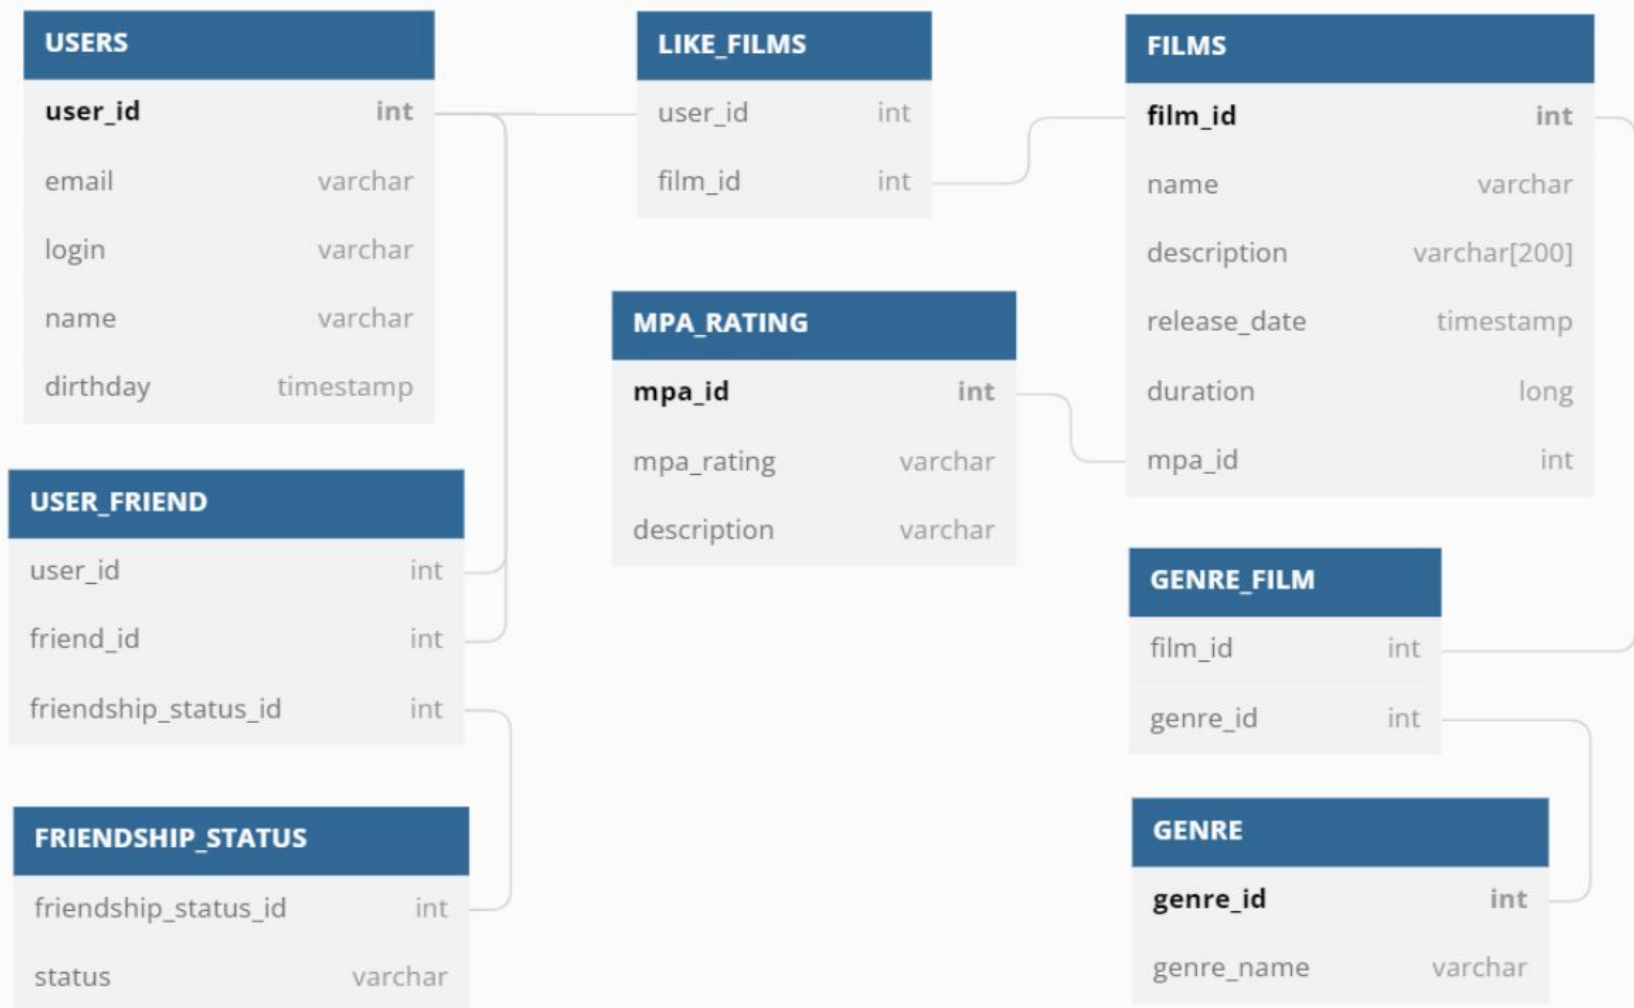 USERS
user_id int
email varchar
login varchar
name varchar
dirthday timestamp
USER_FRIEND
user_id int
friend_id int
friendship_status_id int
FRIENDSHIP_STATUS
friendship_status_id int
status varchar
LIKE_FILMS
user_id int
film_id int
MPA_RATING
mpa_id int
mpa_rating varchar
description varchar
FILMS
film_id int
name varchar
description varchar[200]
release_date timestamp
duration long
mpa_id int
GENRE_FILM
film_id int
genre_id int
GENRE
genre_id int
genre_name varchar